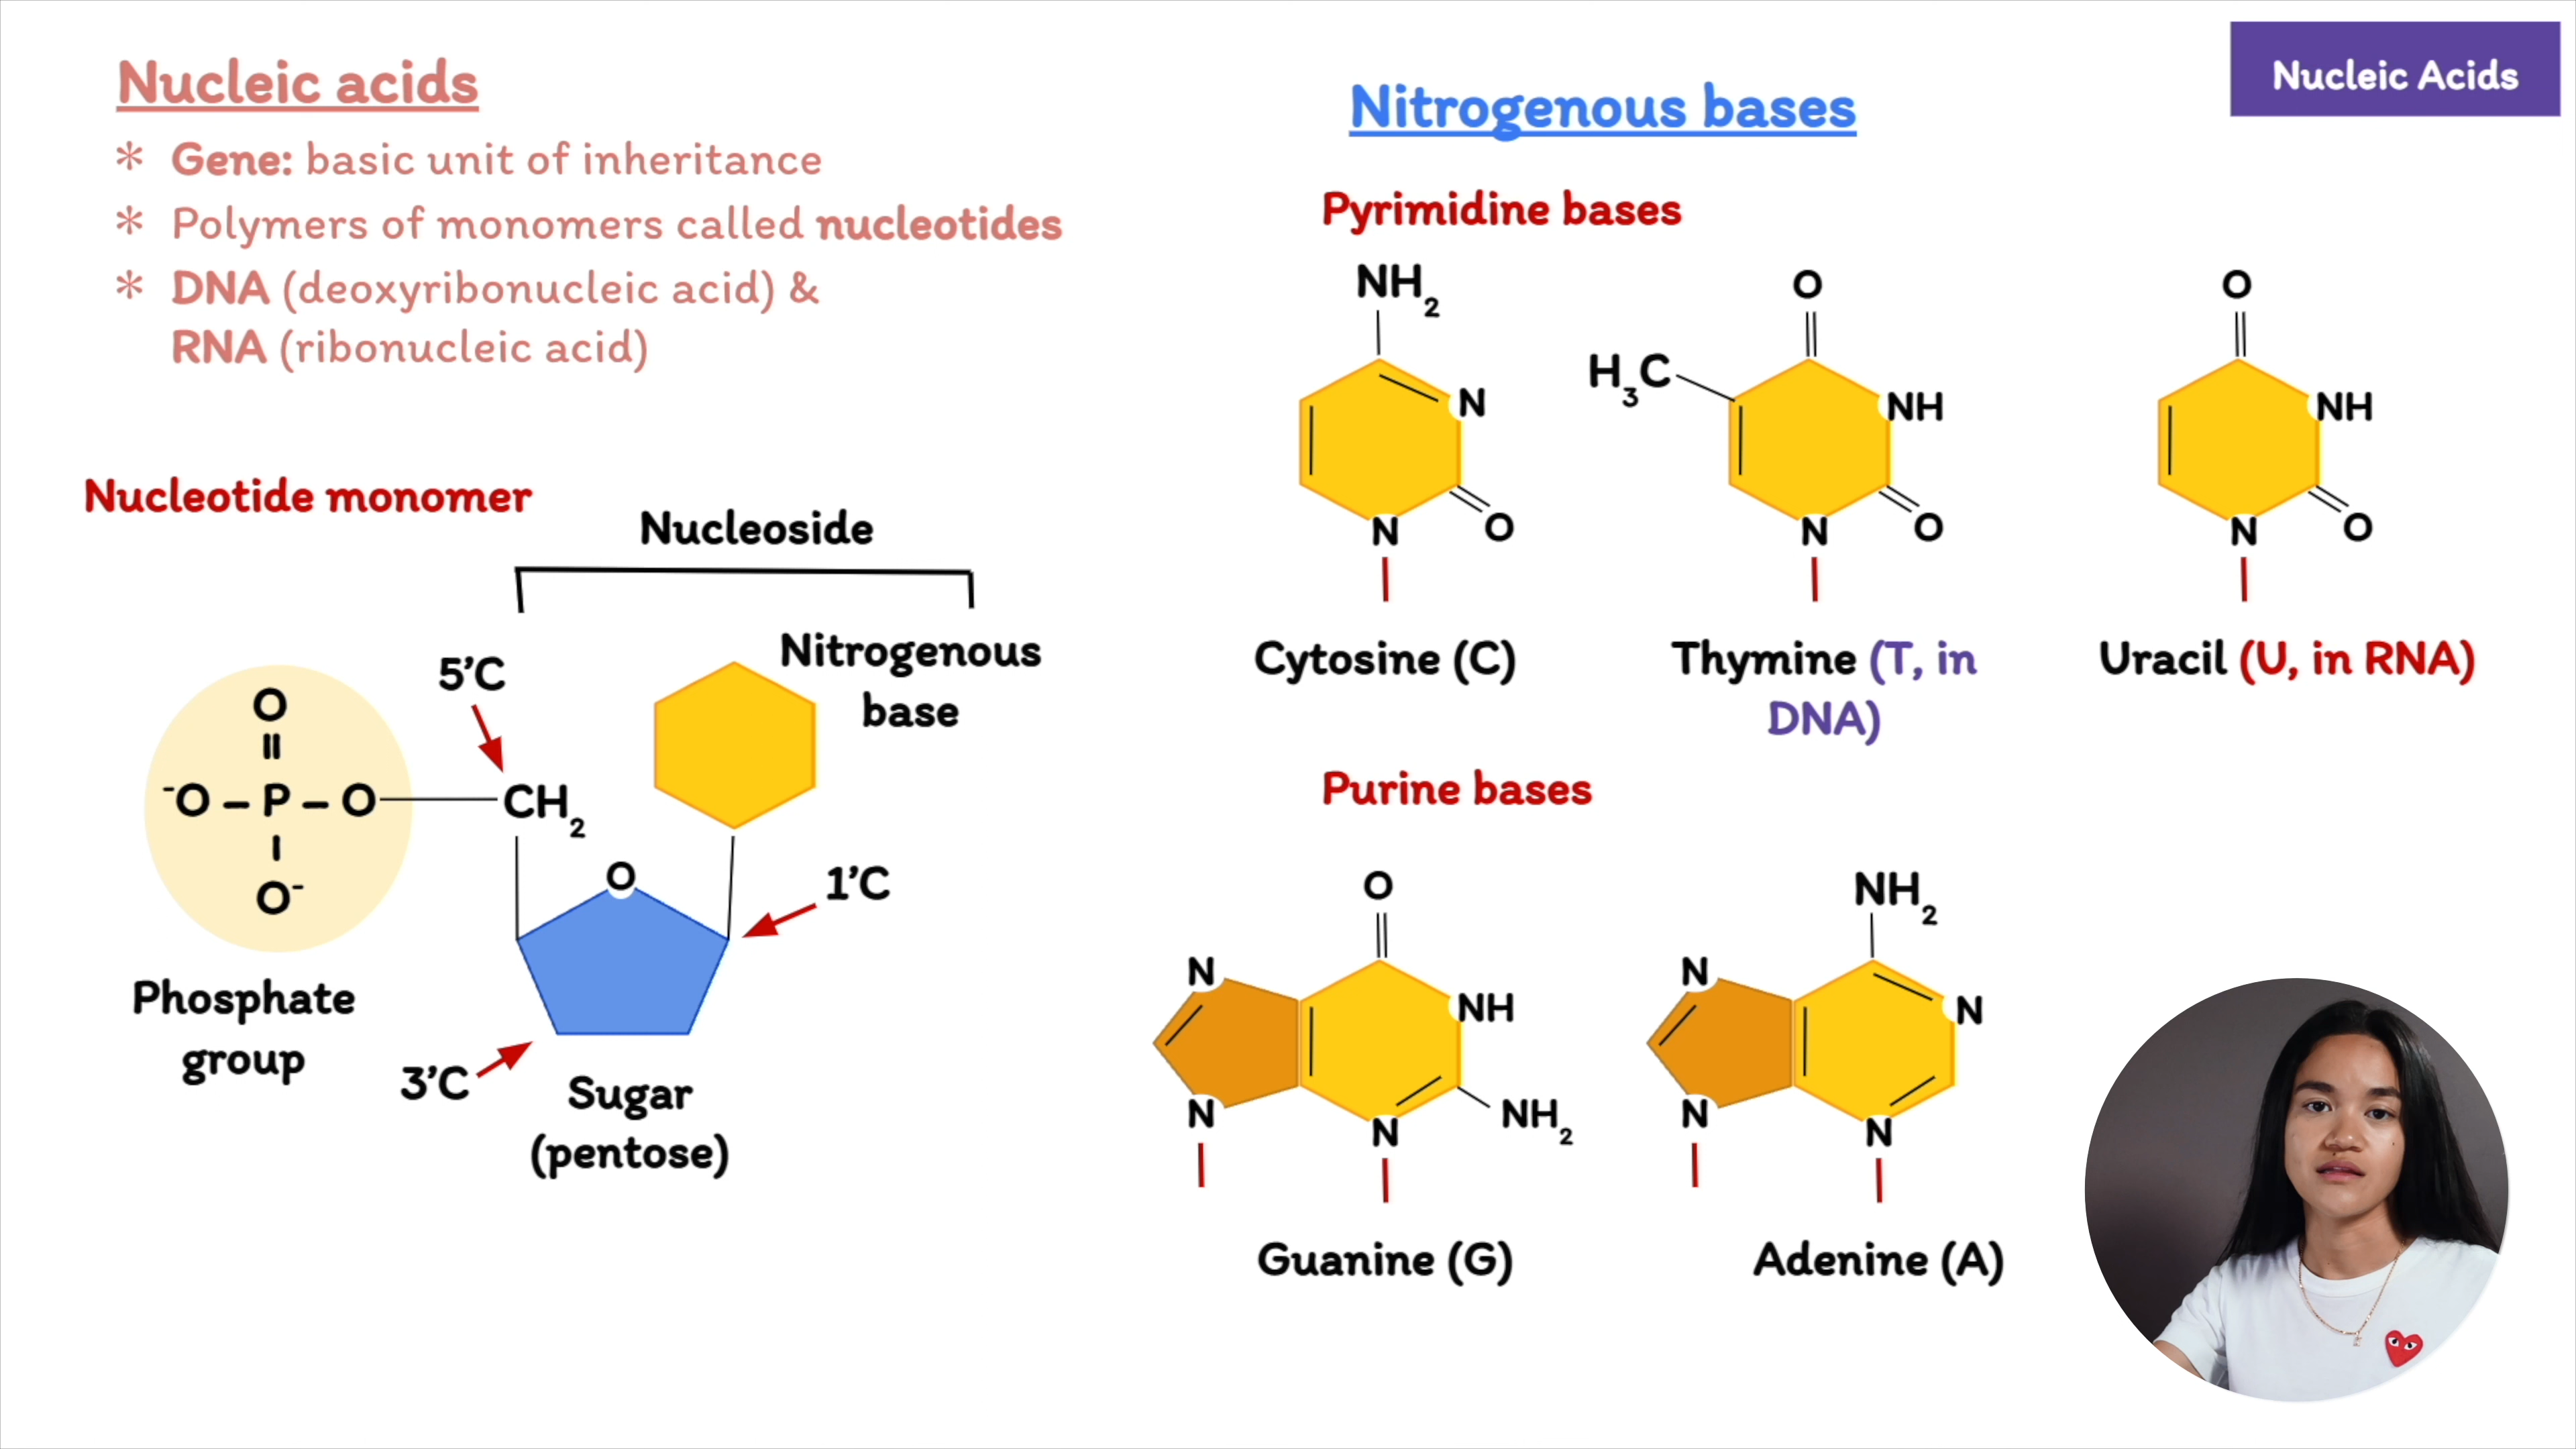 Nucleic Acids
Nucleic acids
* Gene: basic unit of inheritance
* Polymers of monomers called nucleotides
* DNA (deoxyribonucleic acid) &
RNA (ribonucleic acid)
Nucleotide monomer
Nucleoside
Nitrogenous
base
5'C
O
⁻O – P – O
O⁻
CH₂
O
1'C
3'C
Phosphate
group
Sugar
(pentose)
Nitrogenous bases
Pyrimidine bases
NH₂
N
O
N
Cytosine (C)
O
H₃C
NH
O
N
Thymine (T, in
DNA)
O
NH
O
N
Uracil (U, in RNA)
Purine bases
O
N
NH
N
N
NH₂
Guanine (G)
NH₂
N
N
N
N
Adenine (A)